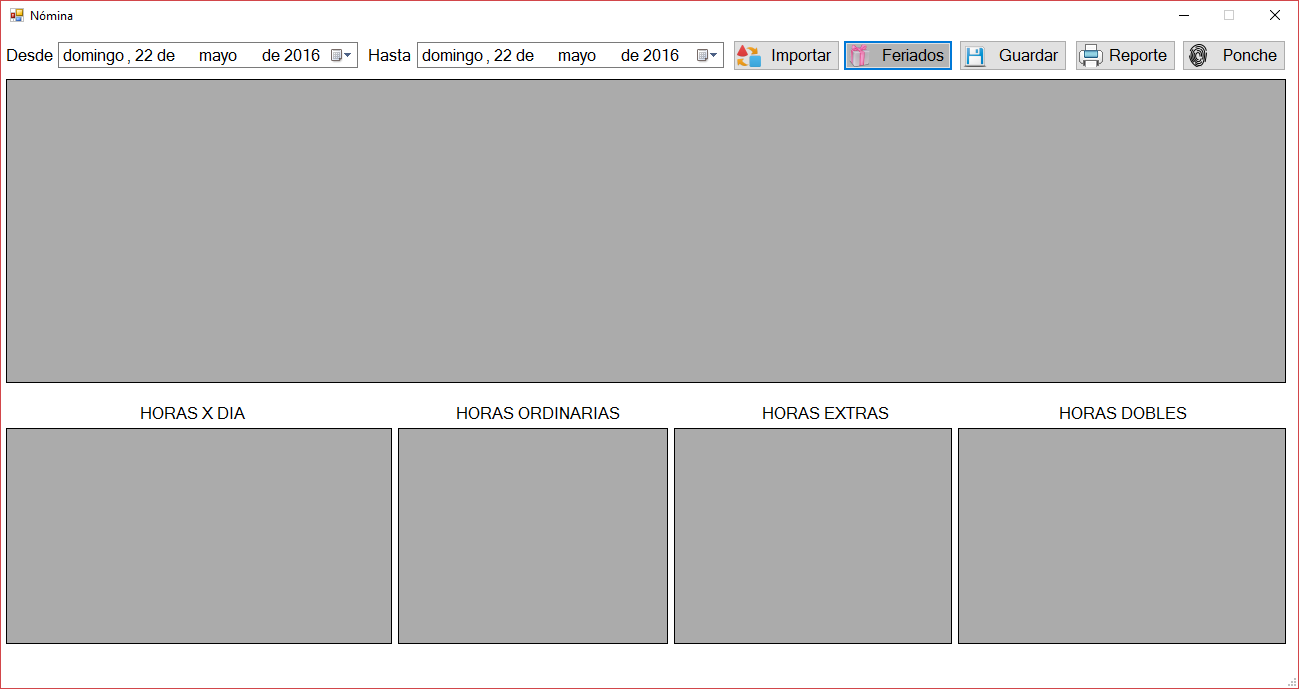 Nómina
Desde domingo , 22 de mayo de 2016 Hasta domingo , 22 de mayo de 2016 Importar Feriados Guardar Reporte Ponche
HORAS X DIA HORAS ORDINARIAS HORAS EXTRAS HORAS DOBLES